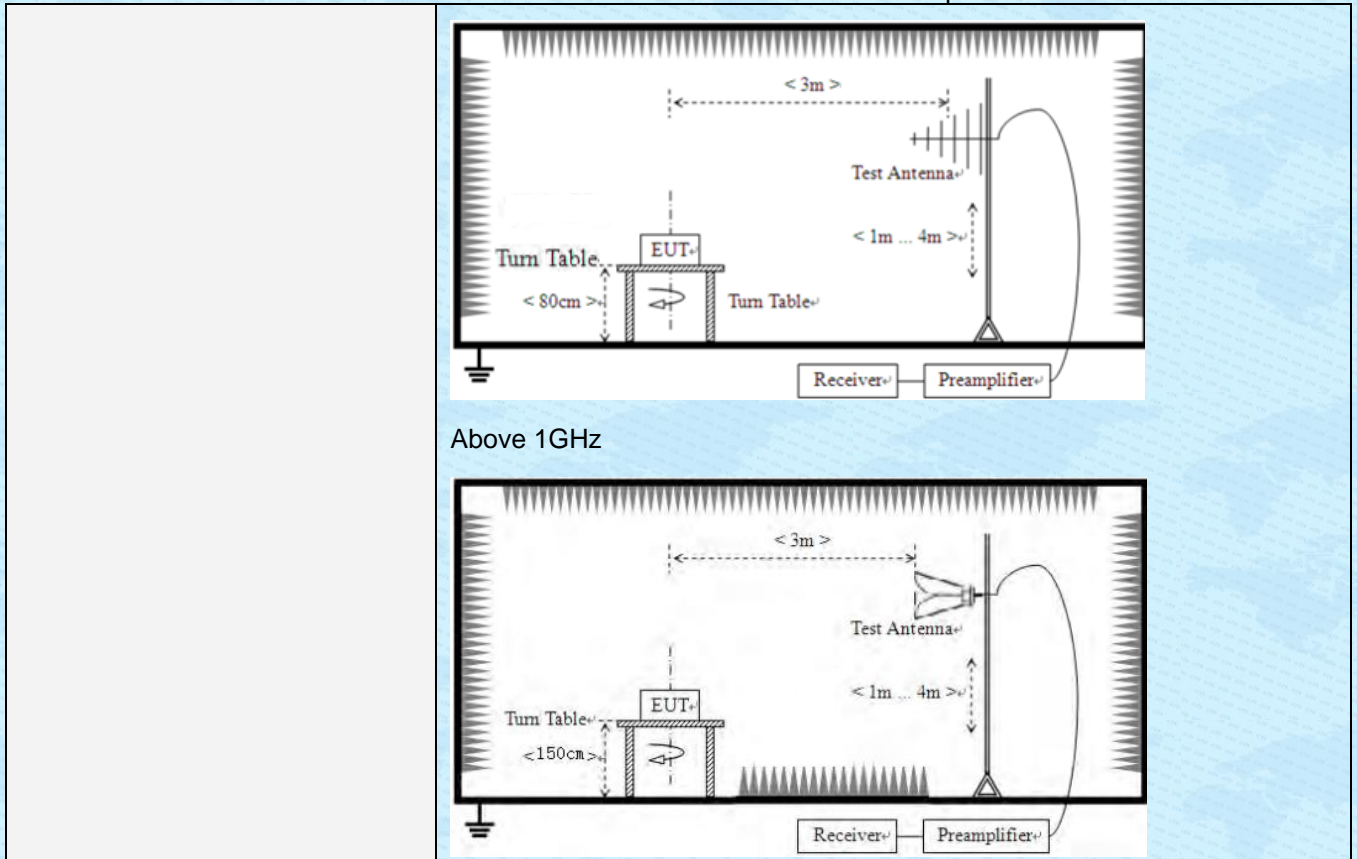 < 3m >
Test Antenna
< 1m ... 4m >
EUT
Turn Table
< 80cm >
Turn Table
Receiver
Preamplifier
Above 1GHz
< 3m >
Test Antenna
< 1m ... 4m >
EUT
Turn Table
<150cm>
Receiver
Preamplifier